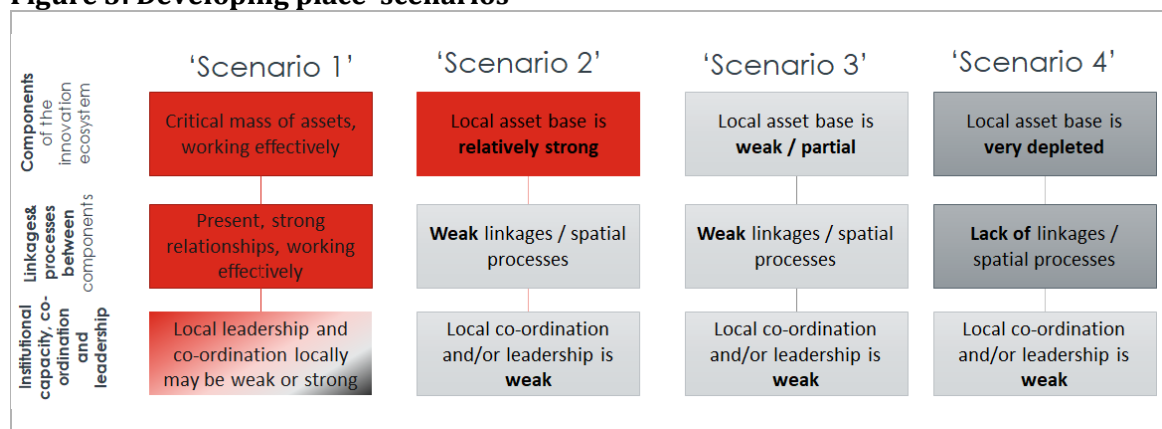 Figure 3: Developing place 'scenarios'
'Scenario 1'
'Scenario 2'
'Scenario 3'
'Scenario 4'
Components
of the
innovation
ecosystem
Critical mass of assets,
working effectively
Local asset base is
relatively strong
Local asset base is
weak / partial
Local asset base is
very depleted
Linkages&
processes
between
components
Present, strong
relationships, working
effectively
Weak linkages / spatial
processes
Weak linkages / spatial
processes
Lack of linkages /
spatial processes
Institutional
capacity, co-
ordination
and
leadership
Local leadership and
co-ordination locally
may be weak or strong
Local co-ordination
and/or leadership is
weak
Local co-ordination
and/or leadership is
weak
Local co-ordination
and/or leadership is
weak